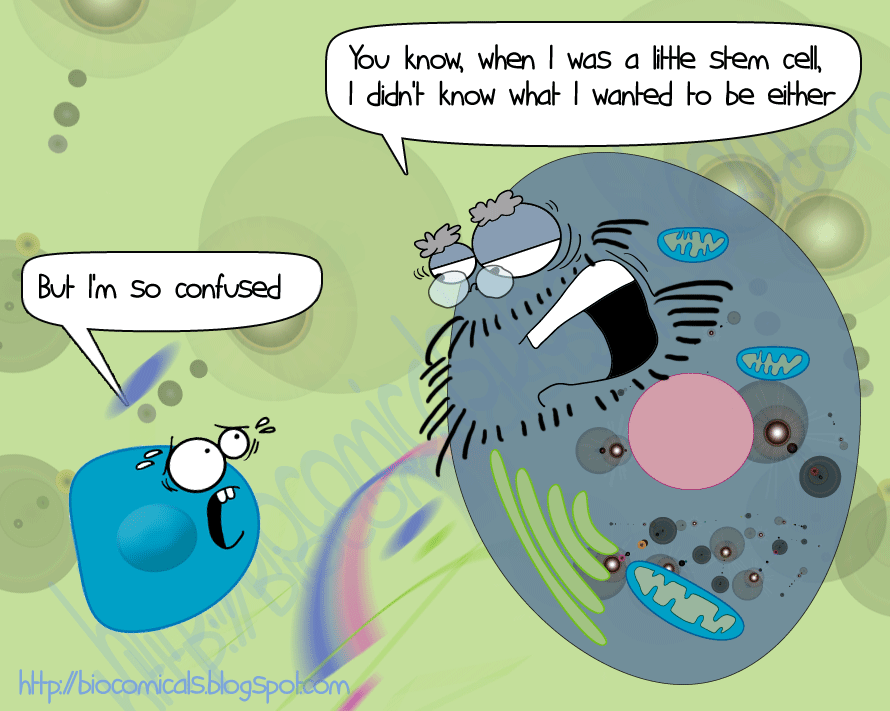 You know, when I was a little stem cell,
I didn't know what I wanted to be either
But I'm so confused
http://biocomicals.blogspot.com